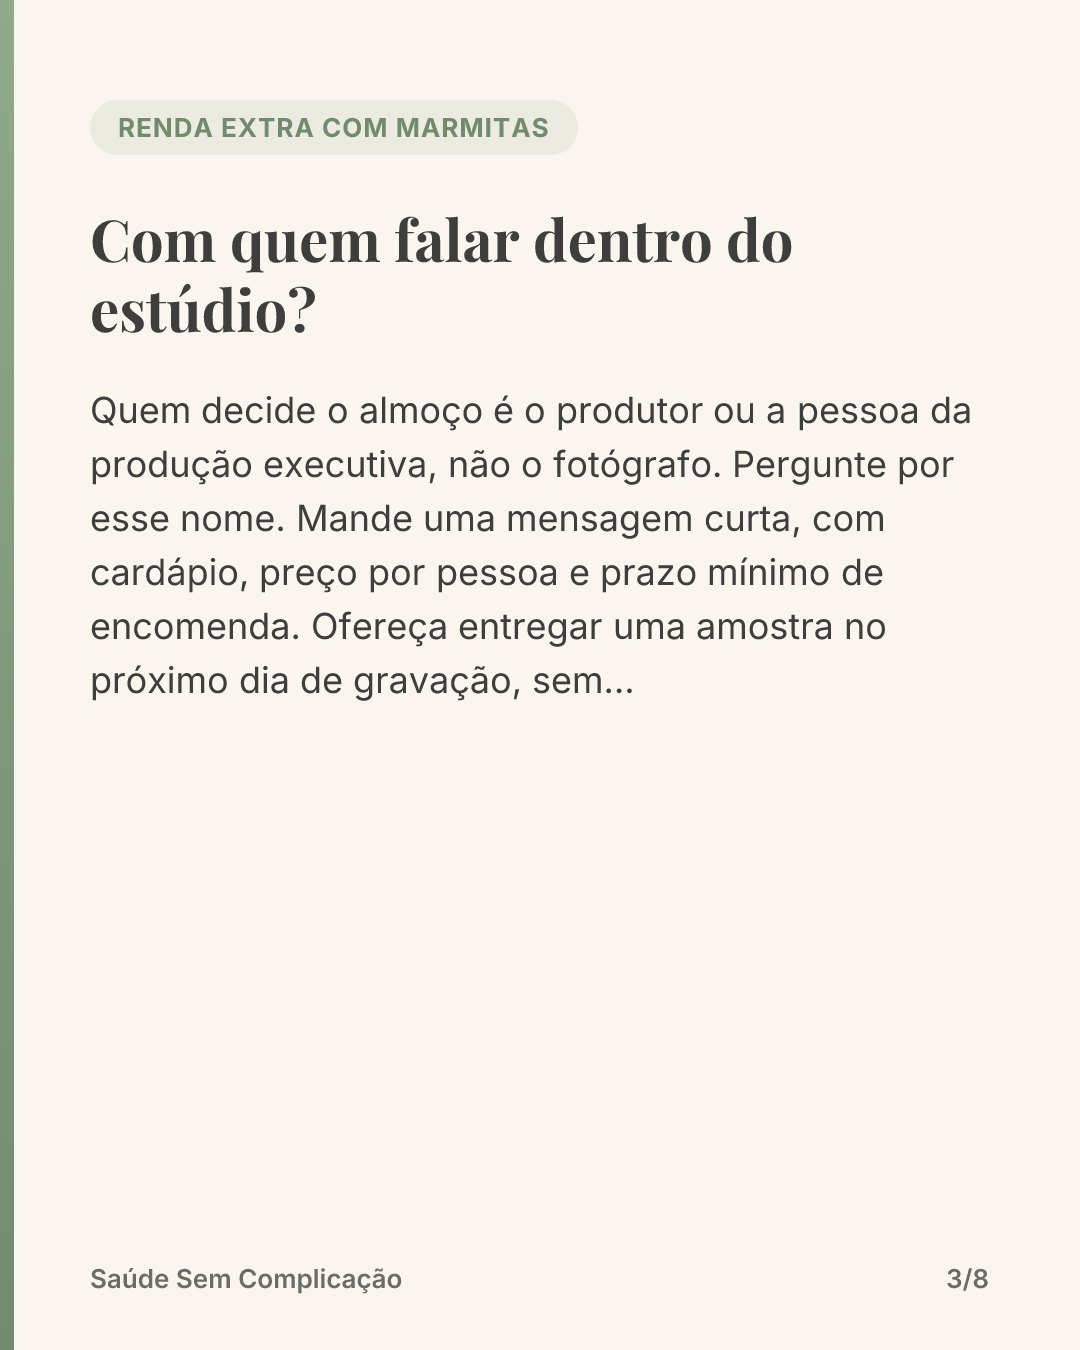 RENDA EXTRA COM MARMITAS
Com quem falar dentro do
estúdio?
Quem decide o almoço é o produtor ou a pessoa da
produção executiva, não o fotógrafo. Pergunte por
esse nome. Mande uma mensagem curta, com
cardápio, preço por pessoa e prazo mínimo de
encomenda. Ofereça entregar uma amostra no
próximo dia de gravação, sem...
Saúde Sem Complicação
3/8